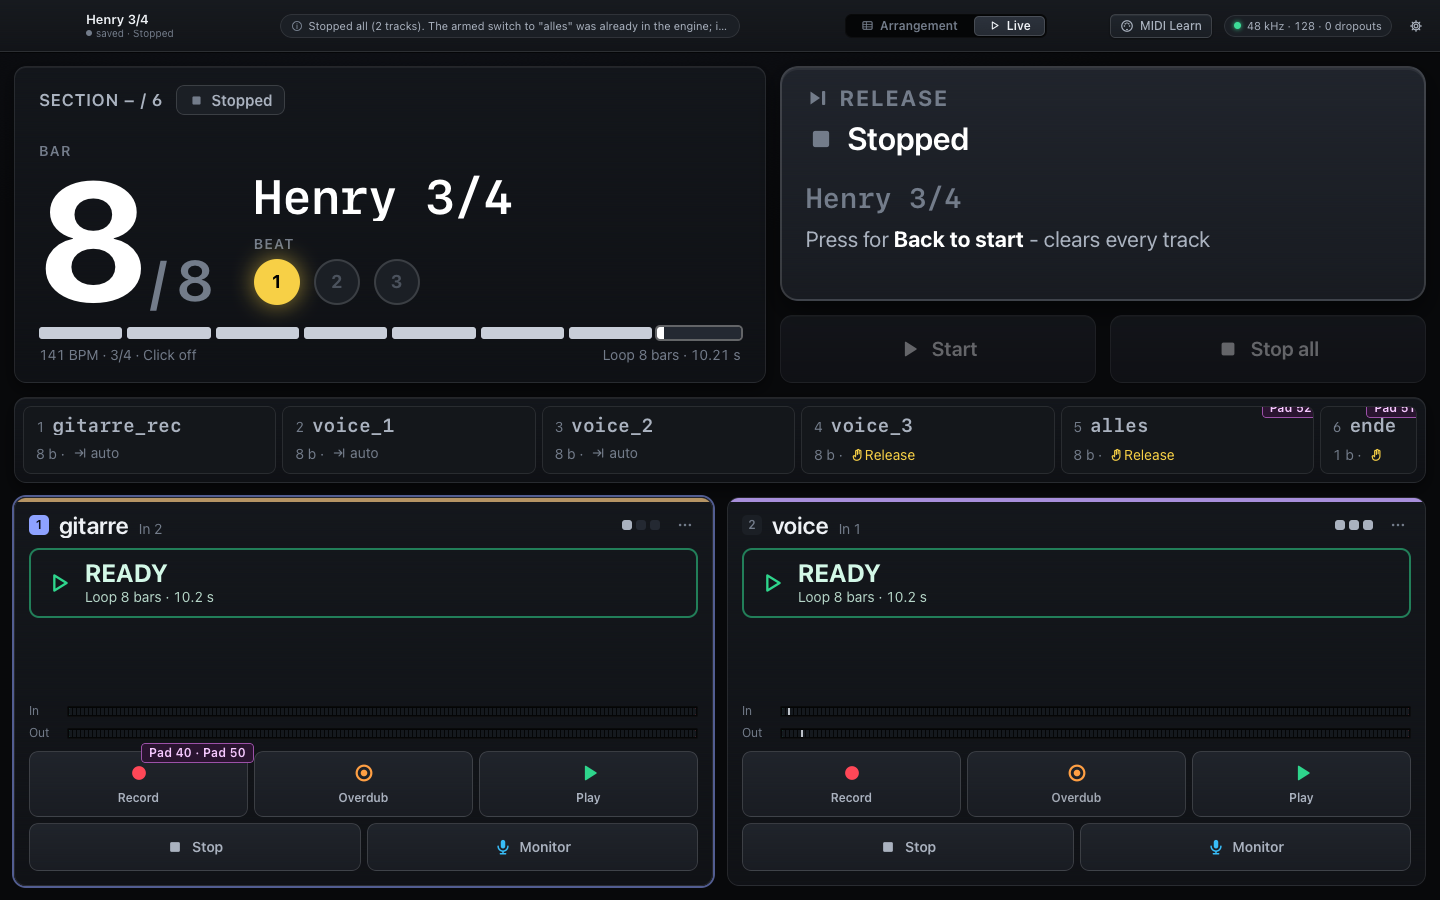 Henry 3/4
saved · Stopped
Stopped all (2 tracks). The armed switch to "alles" was already in the engine; i...
Arrangement
Live
MIDI Learn
48 kHz · 128 · 0 dropouts
SECTION – / 6
Stopped
BAR
8 / 8
Henry 3/4
BEAT
1 2 3
141 BPM · 3/4 · Click off
Loop 8 bars · 10.21 s
RELEASE
Stopped
Henry 3/4
Press for Back to start - clears every track
Start
Stop all
1 gitarre_rec
8 b · auto
2 voice_1
8 b · auto
3 voice_2
8 b · auto
4 voice_3
8 b · Release
Pad 52
5 alles
8 b · Release
Pad 51
6 ende
1 b ·
1 gitarre In 2
READY
Loop 8 bars · 10.2 s
In
Out
Pad 40 · Pad 50
Record
Overdub
Play
Stop
Monitor
2 voice In 1
READY
Loop 8 bars · 10.2 s
In
Out
Record
Overdub
Play
Stop
Monitor